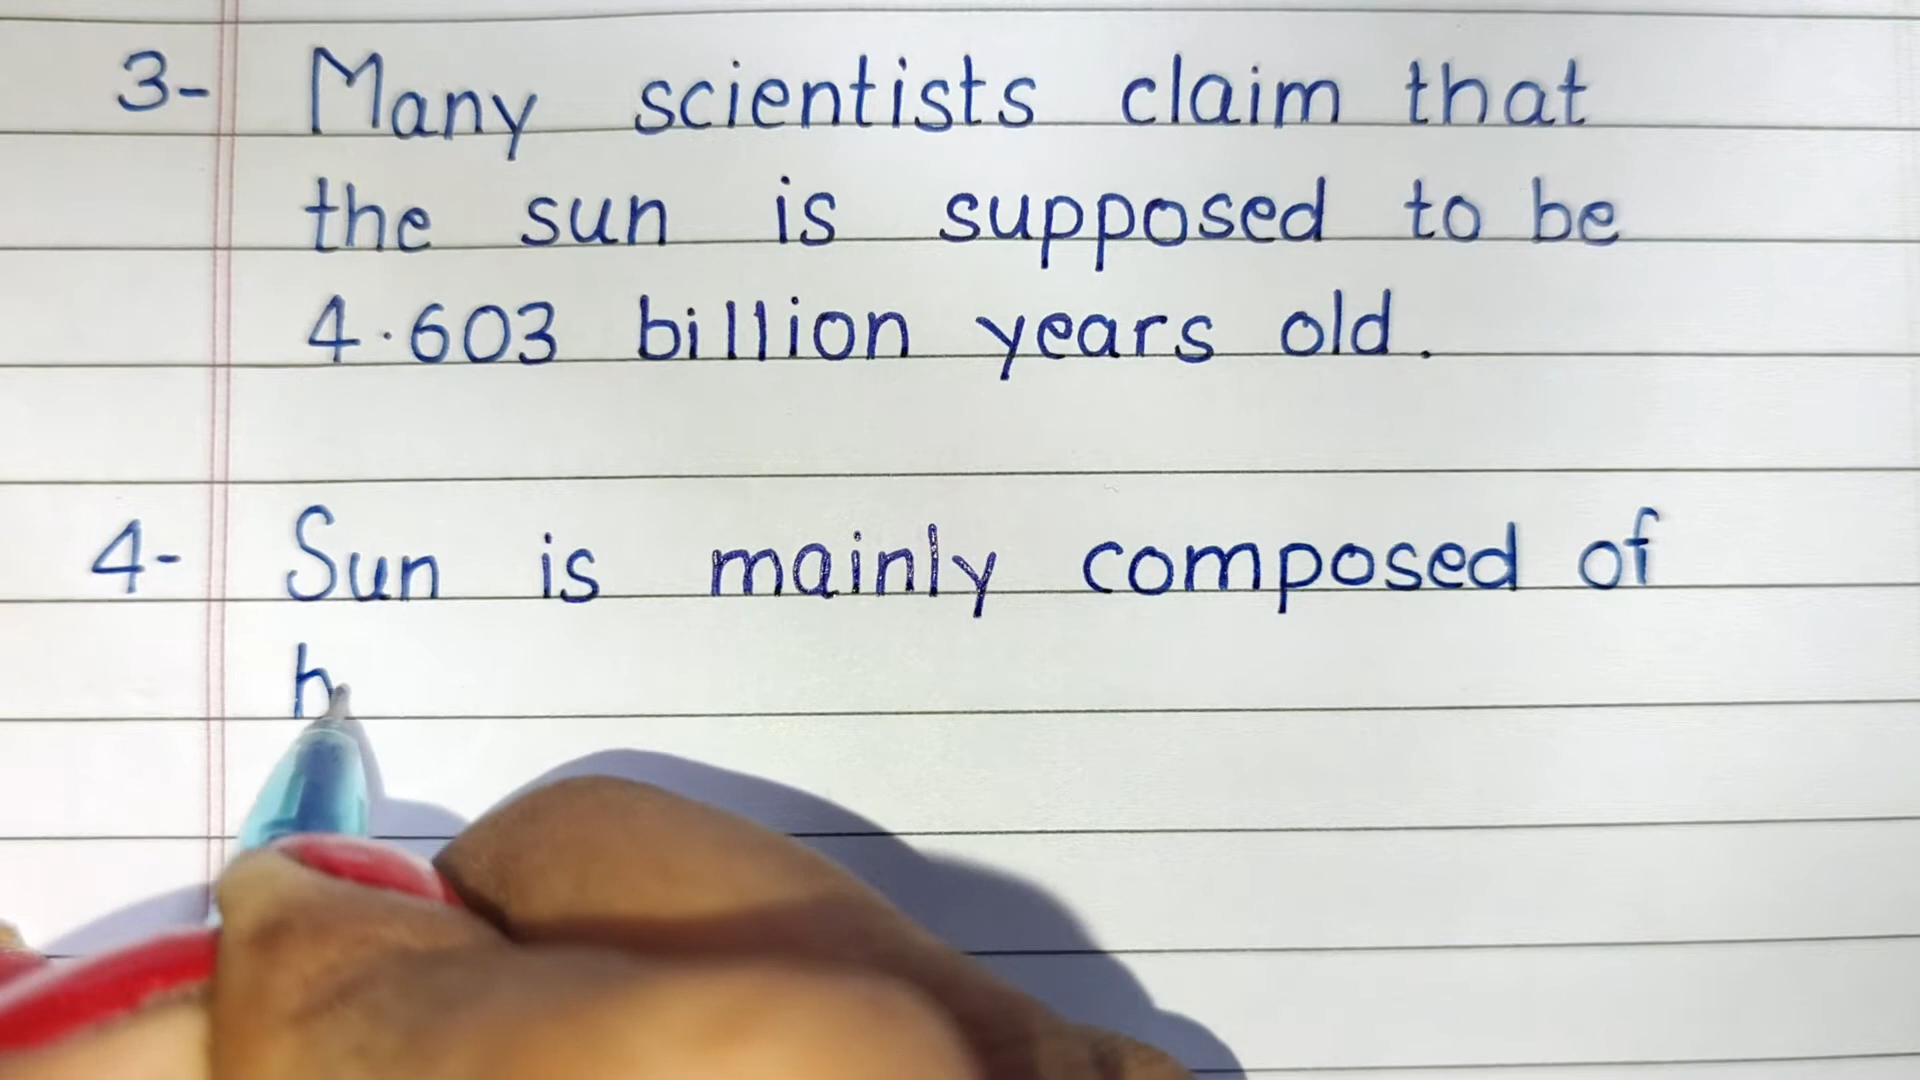 3- Many scientists claim that
the sun is supposed to be
4.603 billion years old.
4- Sun is mainly composed of
h